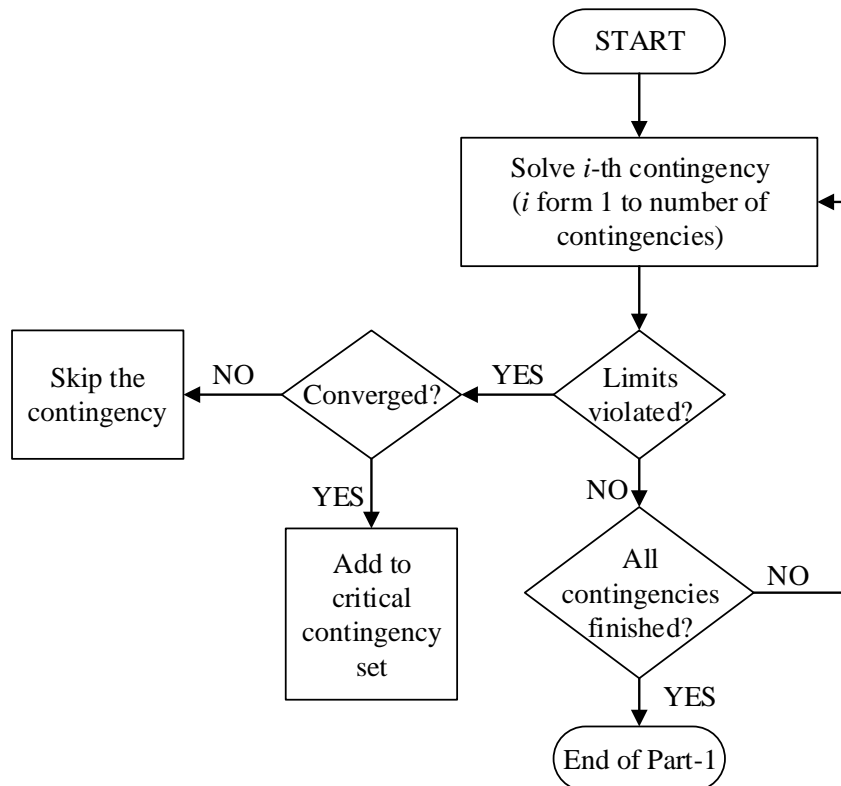 START
Solve i-th contingency
(i form 1 to number of
contingencies)
Skip the
contingency
NO
Converged?
YES
Limits
violated?
YES
NO
Add to
critical
contingency
set
All
contingencies
finished?
NO
YES
End of Part-1